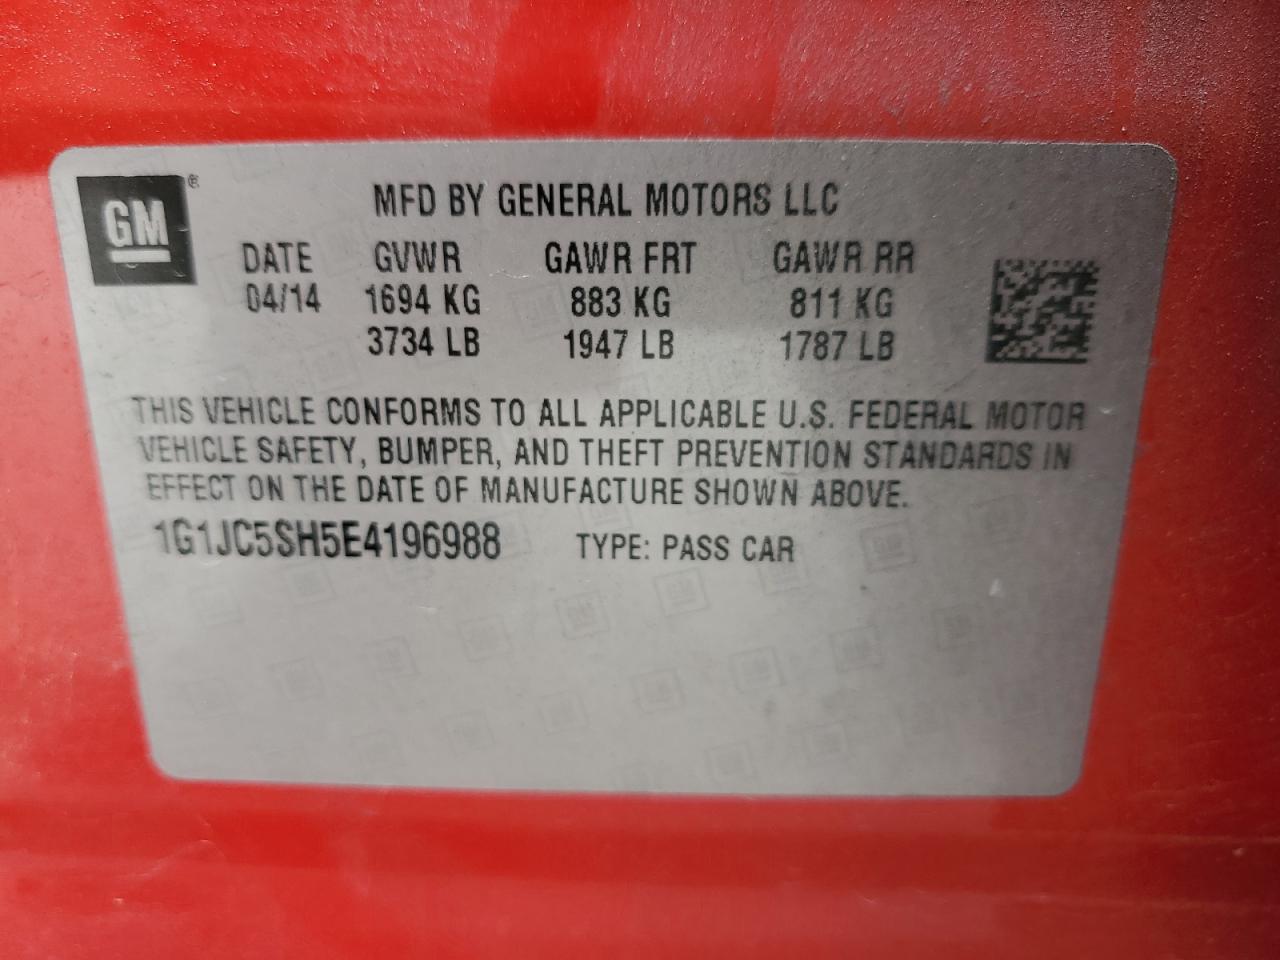 GM ®
MFD BY GENERAL MOTORS LLC
DATE GVWR GAWR FRT GAWR RR
04/14 1694 KG 883 KG 811 KG
3734 LB 1947 LB 1787 LB
THIS VEHICLE CONFORMS TO ALL APPLICABLE U.S. FEDERAL MOTOR
VEHICLE SAFETY, BUMPER, AND THEFT PREVENTION STANDARDS IN
EFFECT ON THE DATE OF MANUFACTURE SHOWN ABOVE.
1G1JC5SH5E4196988 TYPE: PASS CAR